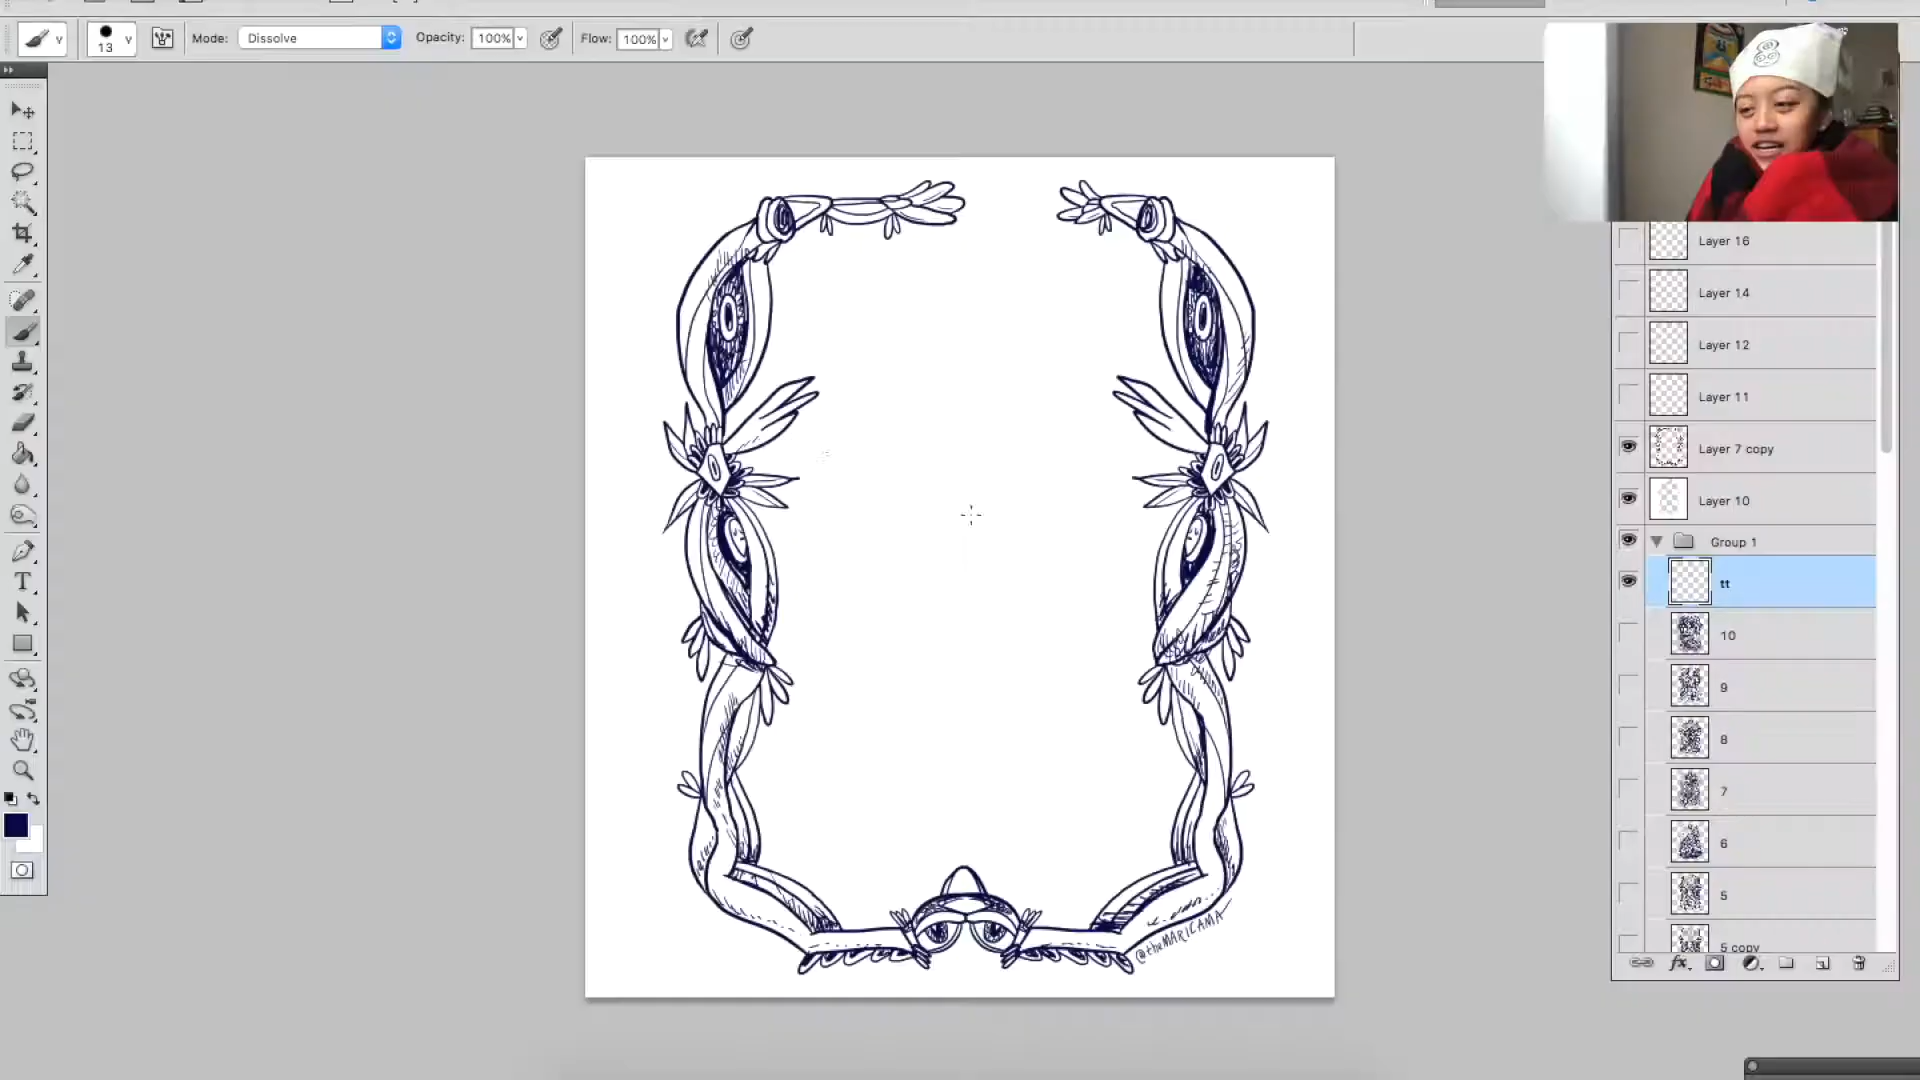 13 Mode: Dissolve Opacity: 100% Flow: 100%
8
Layer 16
Layer 14
Layer 12
Layer 11
Layer 7 copy
Layer 10
Group 1
tt
10
9
8
7
6
5
5 copy
@theMARICAMA